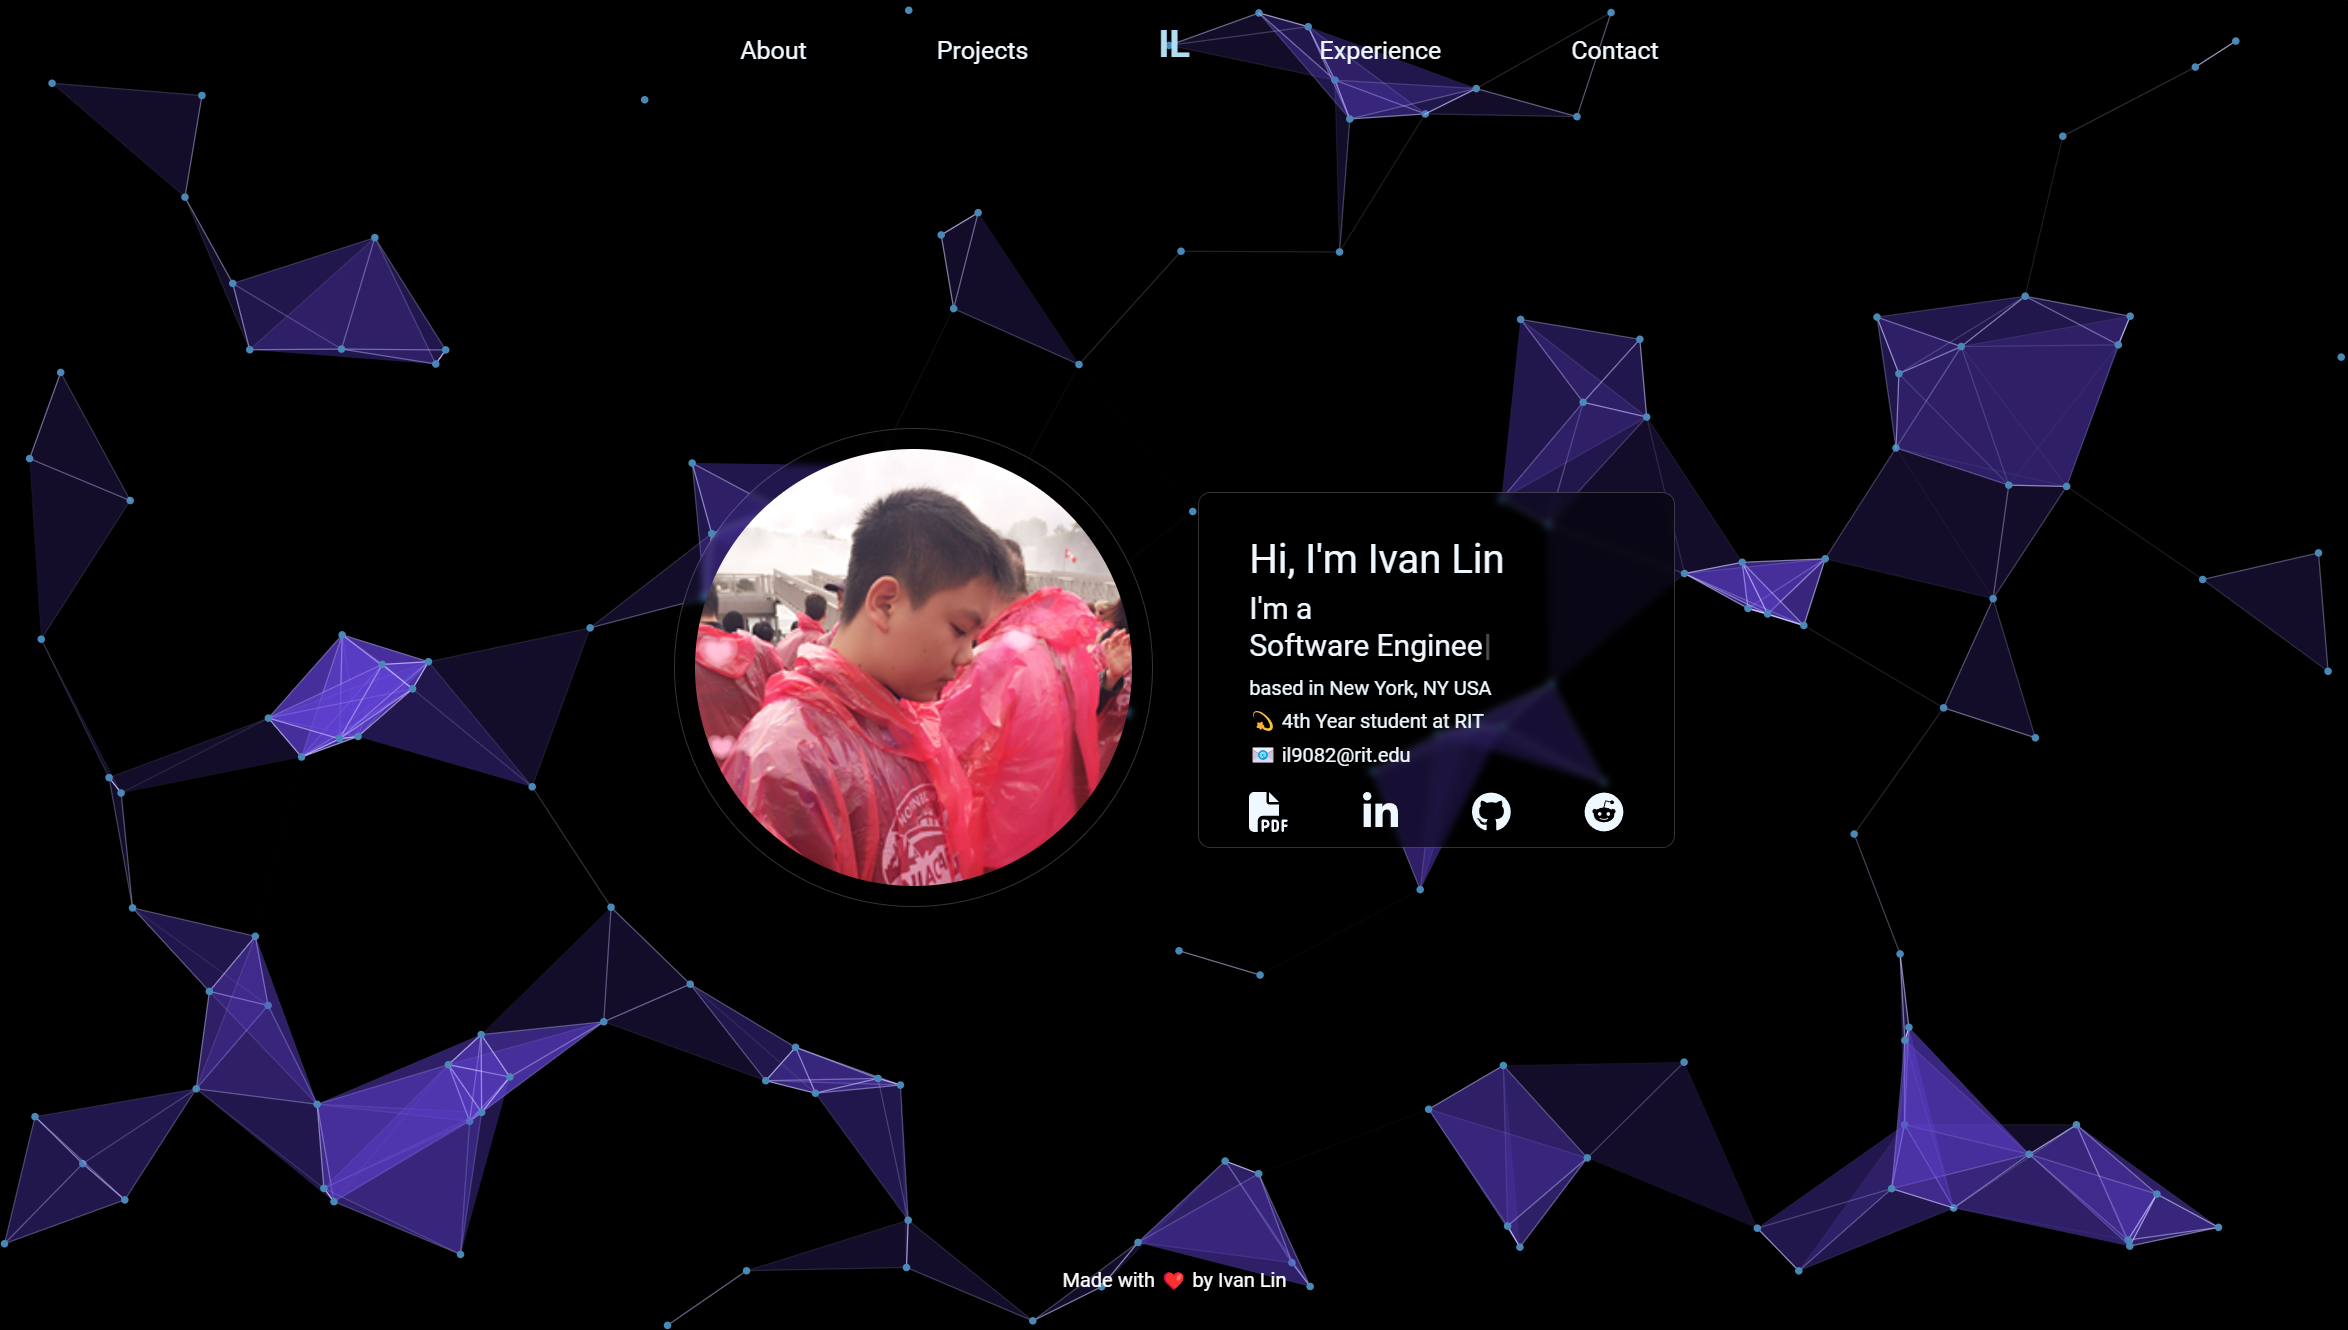 About Projects IL Experience Contact
Hi, I'm Ivan Lin
I'm a
Software Enginee|
based in New York, NY USA
💫 4th Year student at RIT
📧 il9082@rit.edu
PDF in
Made with ❤️ by Ivan Lin